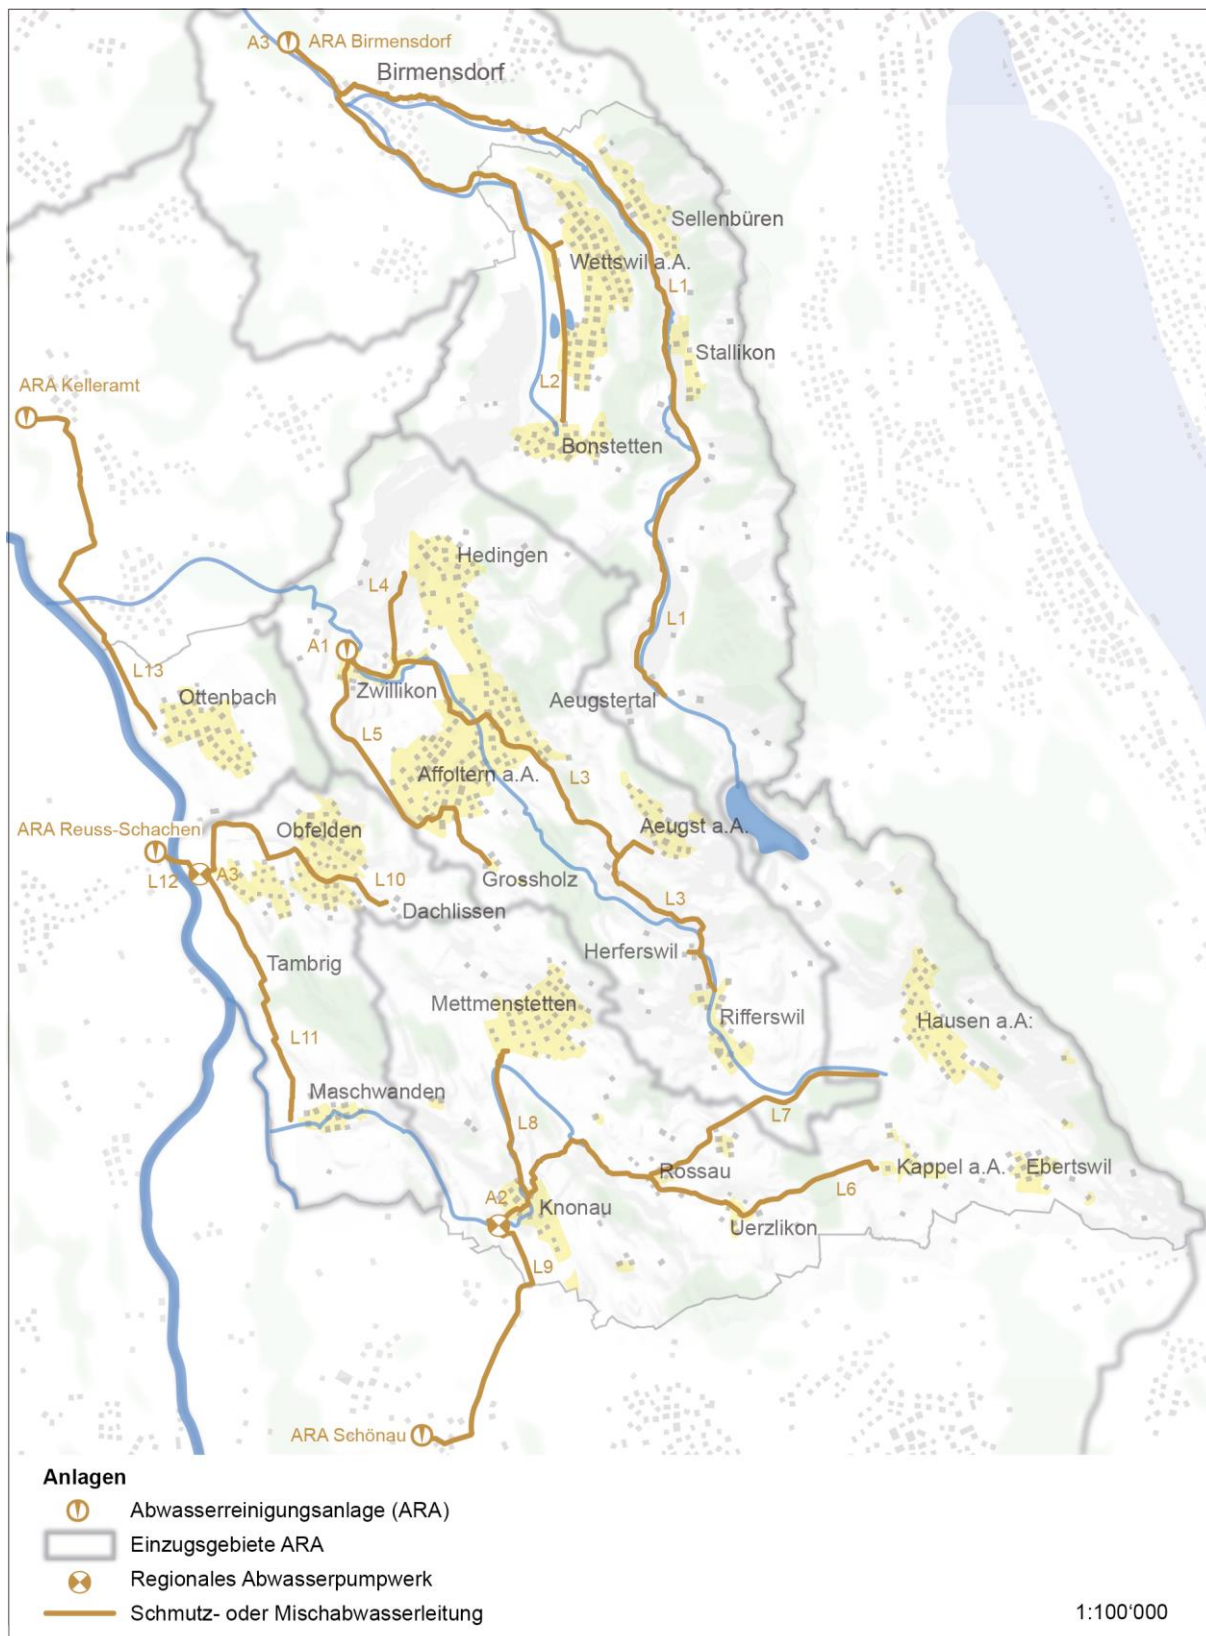 A3
ARA Birmensdorf
Birmensdorf
Sellenbüren
Wettswil a.A.
L1
Stallikon
ARA Kelleramt
L2
Bonstetten
Hedingen
L4
L1
A1
Zwillikon
L13
Ottenbach
Aeugstertal
L5
Affoltern a.A.
L3
ARA Reuss-Schachen
Obfelden
Aeugst a.A.
L12
A3
L10
Grossholz
Dachlissen
L3
Tambrig
Herferswil
Mettmenstetten
Rifferswil
Hausen a.A:
L11
Maschwanden
L8
L7
Rossau
Kappel a.A.
Ebertswil
A2
Knonau
L6
Uerzlikon
L9
ARA Schönau
Anlagen
Abwasserreinigungsanlage (ARA)
Einzugsgebiete ARA
Regionales Abwasserpumpwerk
Schmutz- oder Mischabwasserleitung
1:100‘000